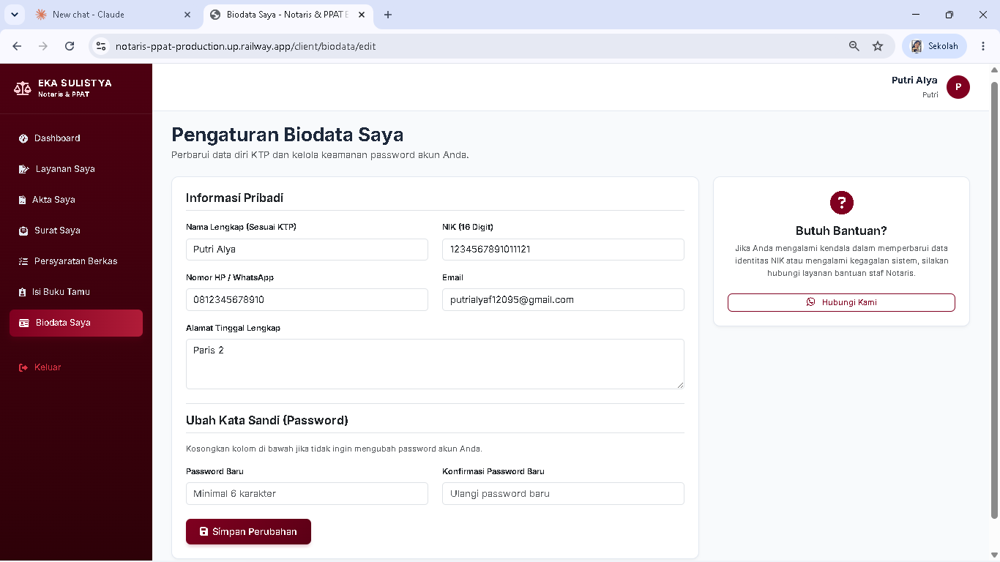 New chat - Claude
Biodata Saya - Notaris & PPAT E
notaris-ppat-production.up.railway.app/client/biodata/edit
Sekolah
EKA SULISTYA
Notaris & PPAT
Putri Alya
Putri
P
Dashboard
Layanan Saya
Akta Saya
Surat Saya
Persyaratan Berkas
Isi Buku Tamu
Biodata Saya
Keluar
Pengaturan Biodata Saya
Perbarui data diri KTP dan kelola keamanan password akun Anda.
Informasi Pribadi
Nama Lengkap (Sesuai KTP)
NIK (16 Digit)
Putri Alya
1234567891011121
Nomor HP / WhatsApp
Email
0812345678910
putrialyaf12095@gmail.com
Alamat Tinggal Lengkap
Paris 2
Ubah Kata Sandi (Password)
Kosongkan kolom di bawah jika tidak ingin mengubah password akun Anda.
Password Baru
Konfirmasi Password Baru
Minimal 6 karakter
Ulangi password baru
Simpan Perubahan
?
Butuh Bantuan?
Jika Anda mengalami kendala dalam memperbarui data
identitas NIK atau mengalami kegagalan sistem, silakan
hubungi layanan bantuan staf Notaris.
Hubungi Kami